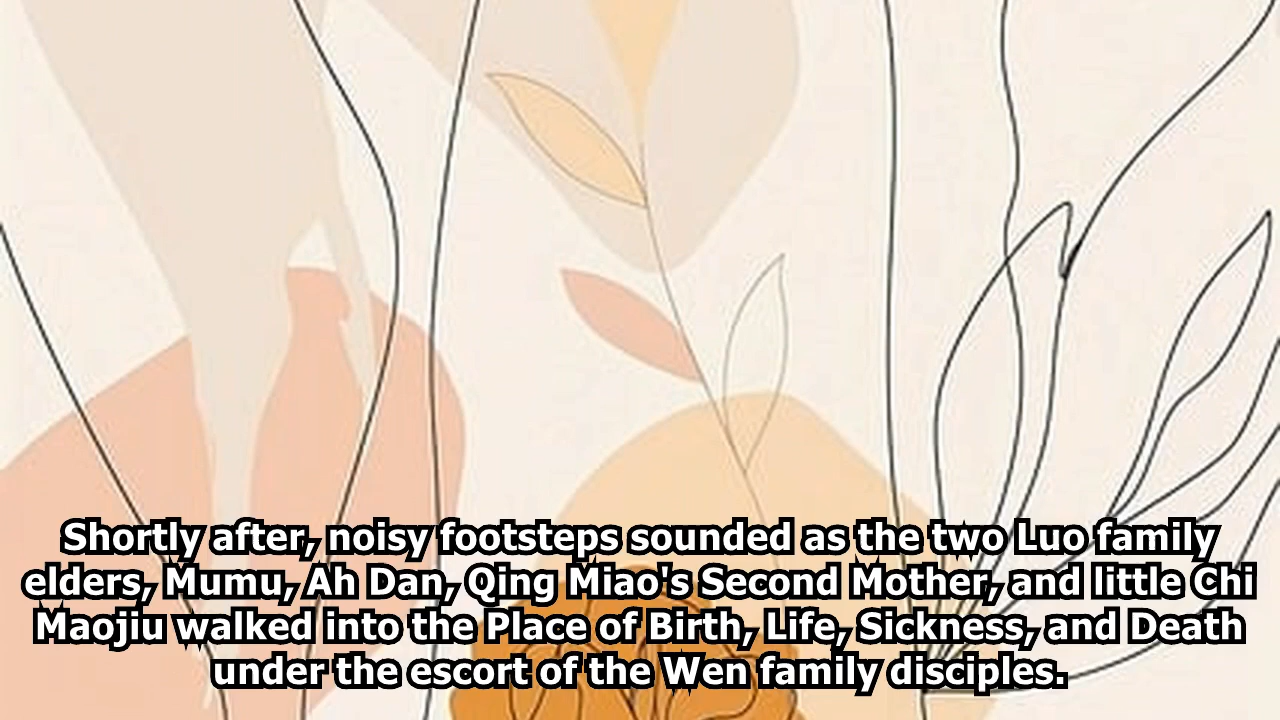 Shortly after, noisy footsteps sounded as the two Luo family
elders, Mumu, Ah Dan, Qing Miao's Second Mother, and little Chi
Maojiu walked into the Place of Birth, Life, Sickness, and Death
under the escort of the Wen family disciples.